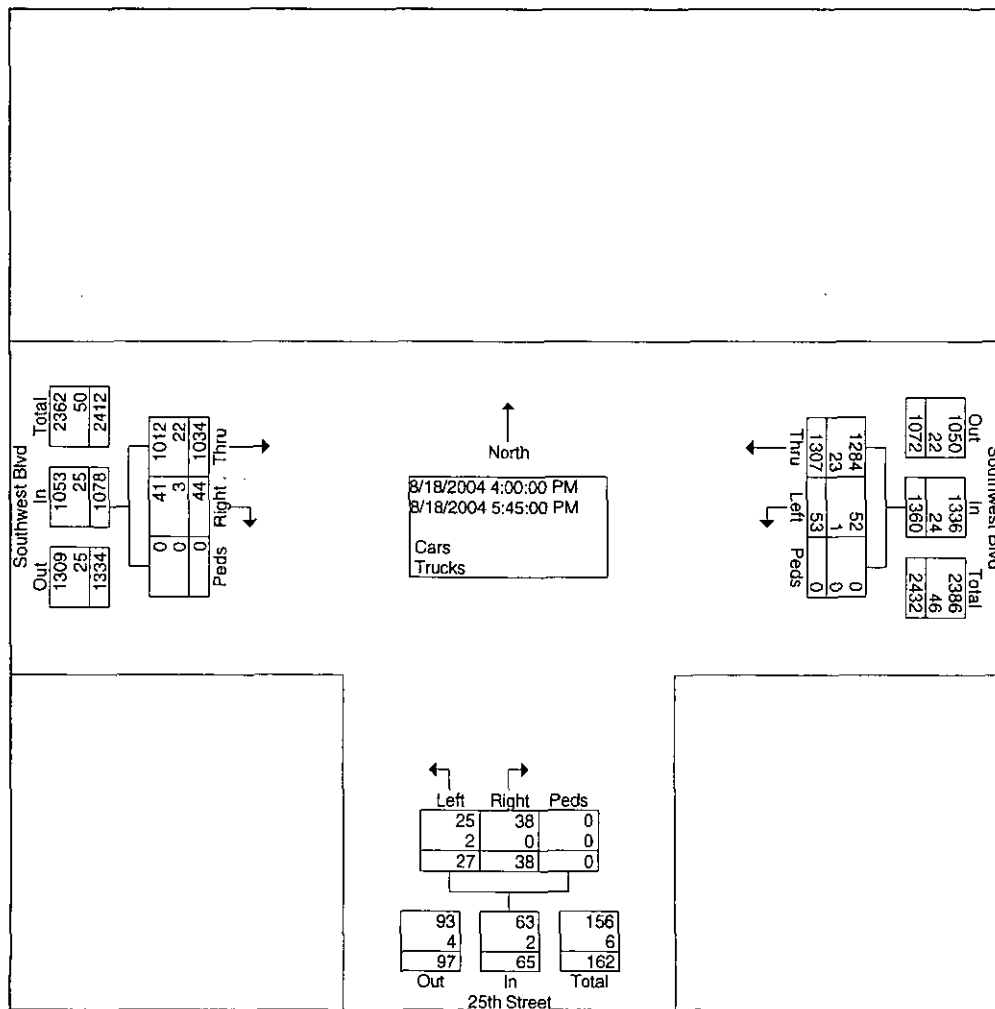 North
8/18/2004 4:00:00 PM
8/18/2004 5:45:00 PM
Cars
Trucks
Southwest Blvd
Total In Out
2362 1053 1309
50 25 25
2412 1078 1334
1012 41 0
22 3 0
1034 44 0
Thru Right Peds
Southwest Blvd
Out In Total
1050 1336 2386
22 24 46
1072 1360 2432
1284 52 0
23 1 0
1307 53 0
Thru Left Peds
Left Right Peds
25 38 0
2 0 0
27 38 0
93 63 156
4 2 6
97 65 162
Out In Total
25th Street